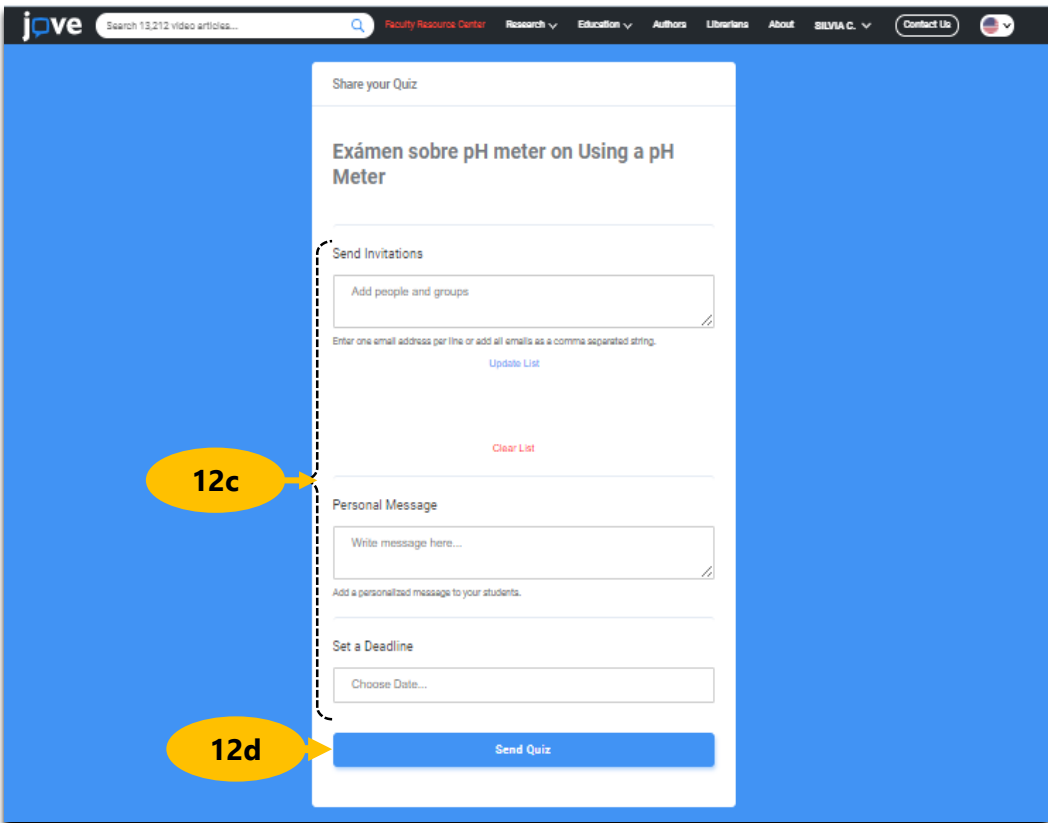 jove Search 13,212 video articles... Faculty Resource Center Research Education Authors Librarians About SILVIA C. Contact Us
Share your Quiz
Exámen sobre pH meter on Using a pH
Meter
Send Invitations
Add people and groups
Enter one email address per line or add all emails as a comma separated string.
Update List
Clear List
12c
Personal Message
Write message here...
Add a personalized message to your students.
Set a Deadline
Choose Date...
12d
Send Quiz